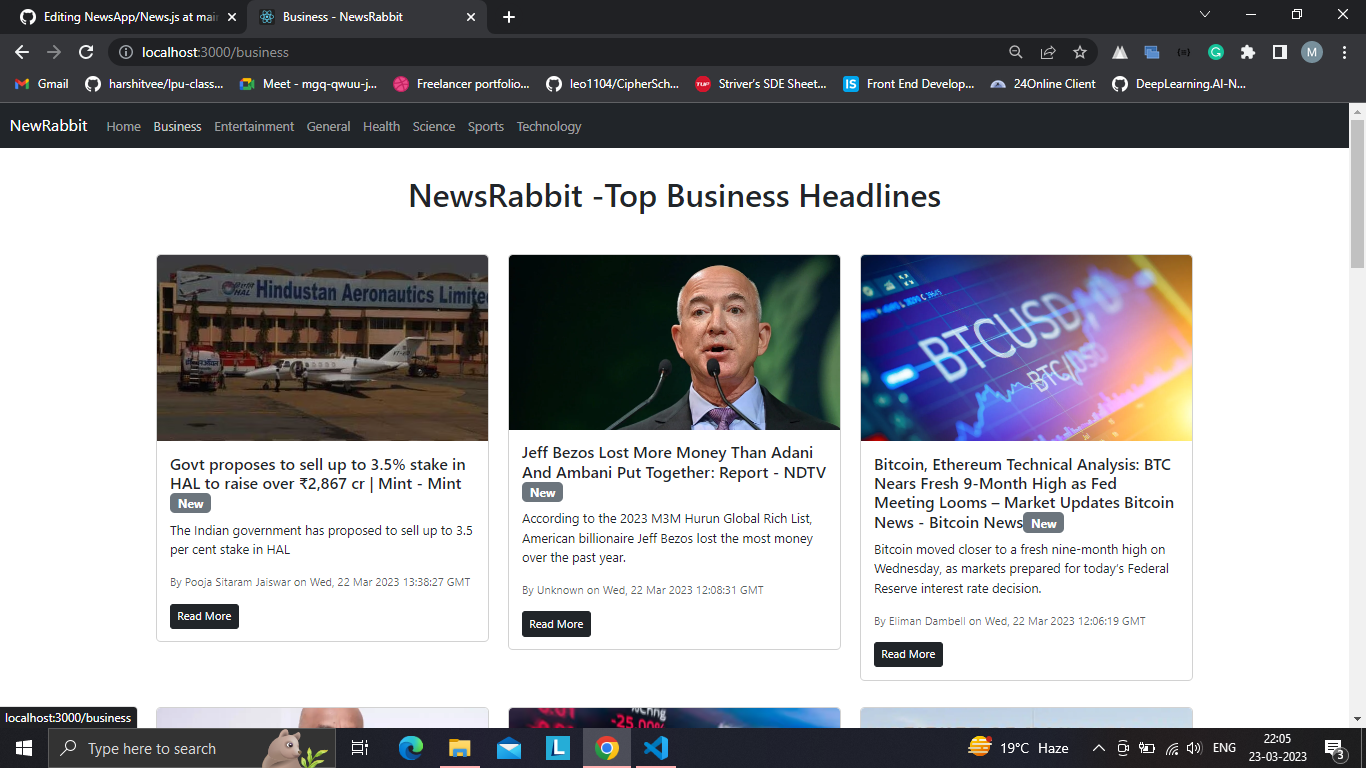 Editing NewsApp/News.js at main
Business - NewsRabbit
localhost:3000/business
Gmail
harshitvee/lpu-class...
Meet - mgq-qwuu-j...
Freelancer portfolio...
leo1104/CipherSch...
Striver's SDE Sheet...
Front End Develop...
24Online Client
DeepLearning.AI-N...
NewRabbit Home Business Entertainment General Health Science Sports Technology
NewsRabbit -Top Business Headlines
HAL Hindustan Aeronautics Limite
Govt proposes to sell up to 3.5% stake in
HAL to raise over ₹2,867 cr | Mint - Mint
New
The Indian government has proposed to sell up to 3.5
per cent stake in HAL
By Pooja Sitaram Jaiswar on Wed, 22 Mar 2023 13:38:27 GMT
Read More
Jeff Bezos Lost More Money Than Adani
And Ambani Put Together: Report - NDTV
New
According to the 2023 M3M Hurun Global Rich List,
American billionaire Jeff Bezos lost the most money
over the past year.
By Unknown on Wed, 22 Mar 2023 12:08:31 GMT
Read More
BTCUSD
BTC/USD
Bitcoin, Ethereum Technical Analysis: BTC
Nears Fresh 9-Month High as Fed
Meeting Looms – Market Updates Bitcoin
News - Bitcoin News New
Bitcoin moved closer to a fresh nine-month high on
Wednesday, as markets prepared for today's Federal
Reserve interest rate decision.
By Eliman Dambell on Wed, 22 Mar 2023 12:06:19 GMT
Read More
-25.00%
localhost:3000/business
Type here to search
19°C Haze
ENG
22:05
23-03-2023
3